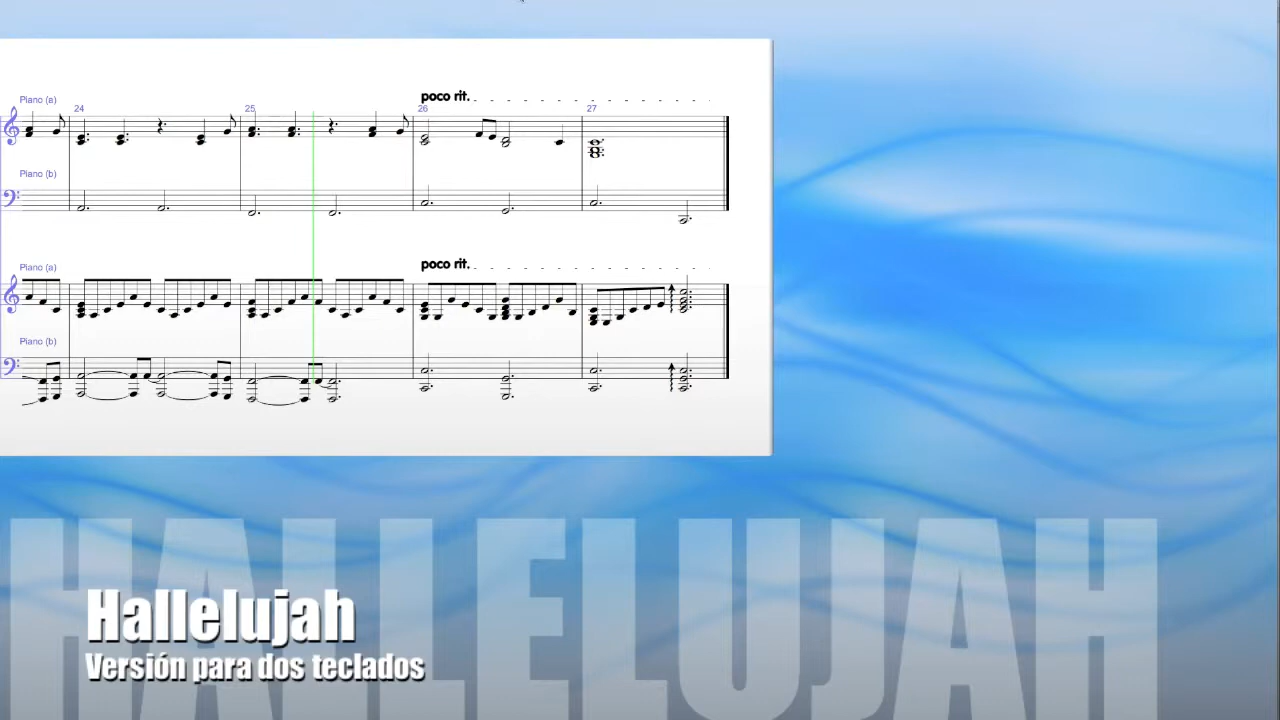 poco rit.
Piano (a)
24
25
26
27
Piano (b)
poco rit.
Piano (a)
Piano (b)
HALLELUJAH
Hallelujah
Versión para dos teclados